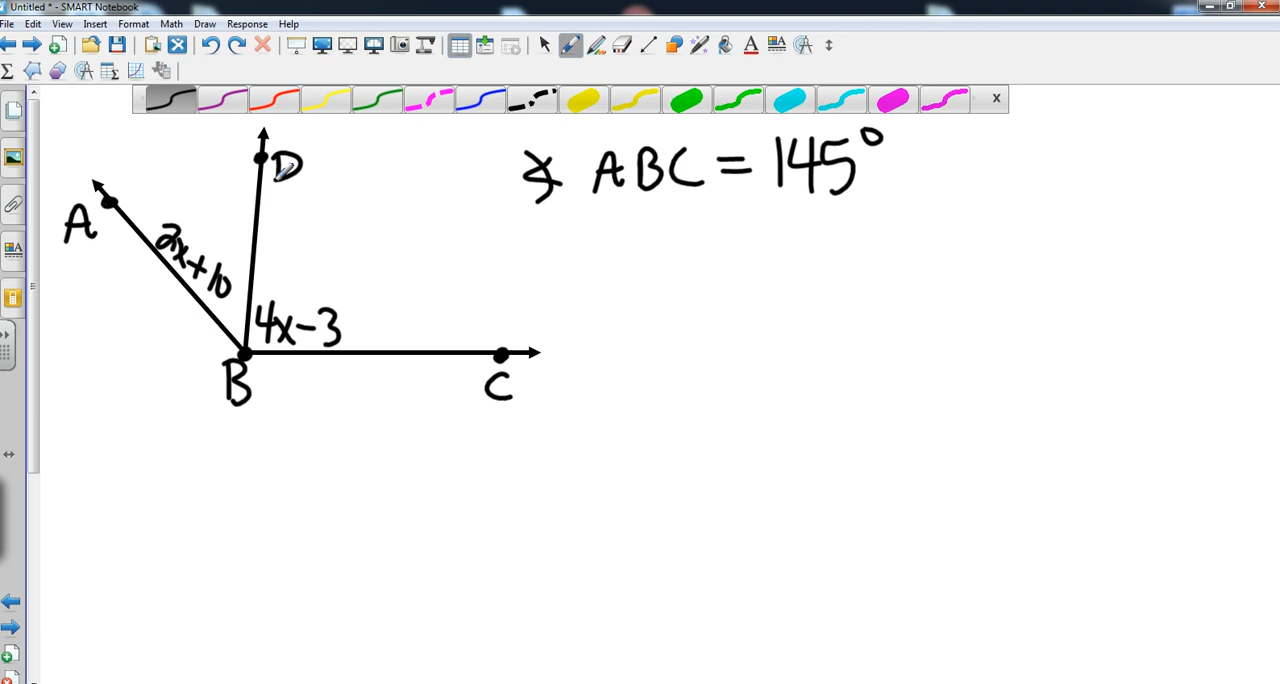 Untitled * - SMART Notebook
File Edit View Insert Format Math Draw Response Help
D
∡ ABC = 145°
A
2x+10
4x-3
B
C